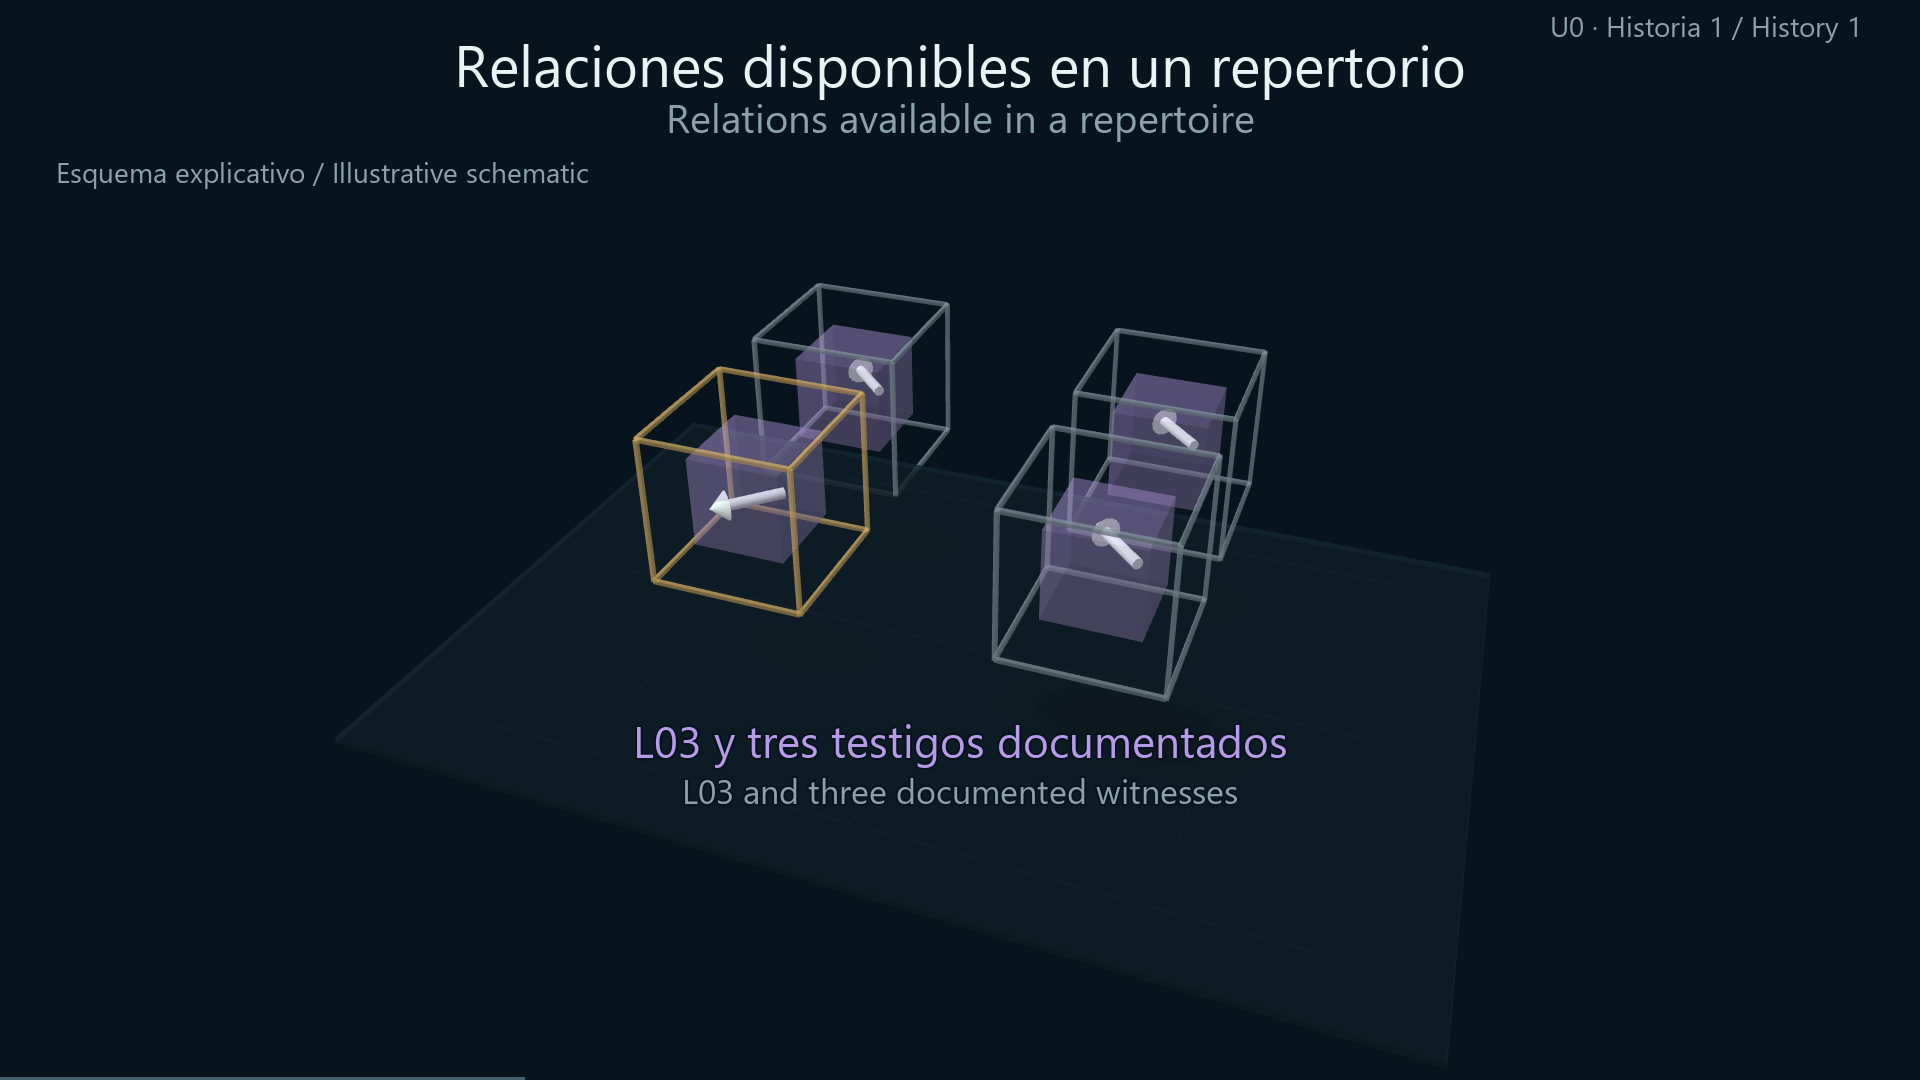 U0 · Historia 1 / History 1
Relaciones disponibles en un repertorio
Relations available in a repertoire
Esquema explicativo / Illustrative schematic
L03 y tres testigos documentados
L03 and three documented witnesses